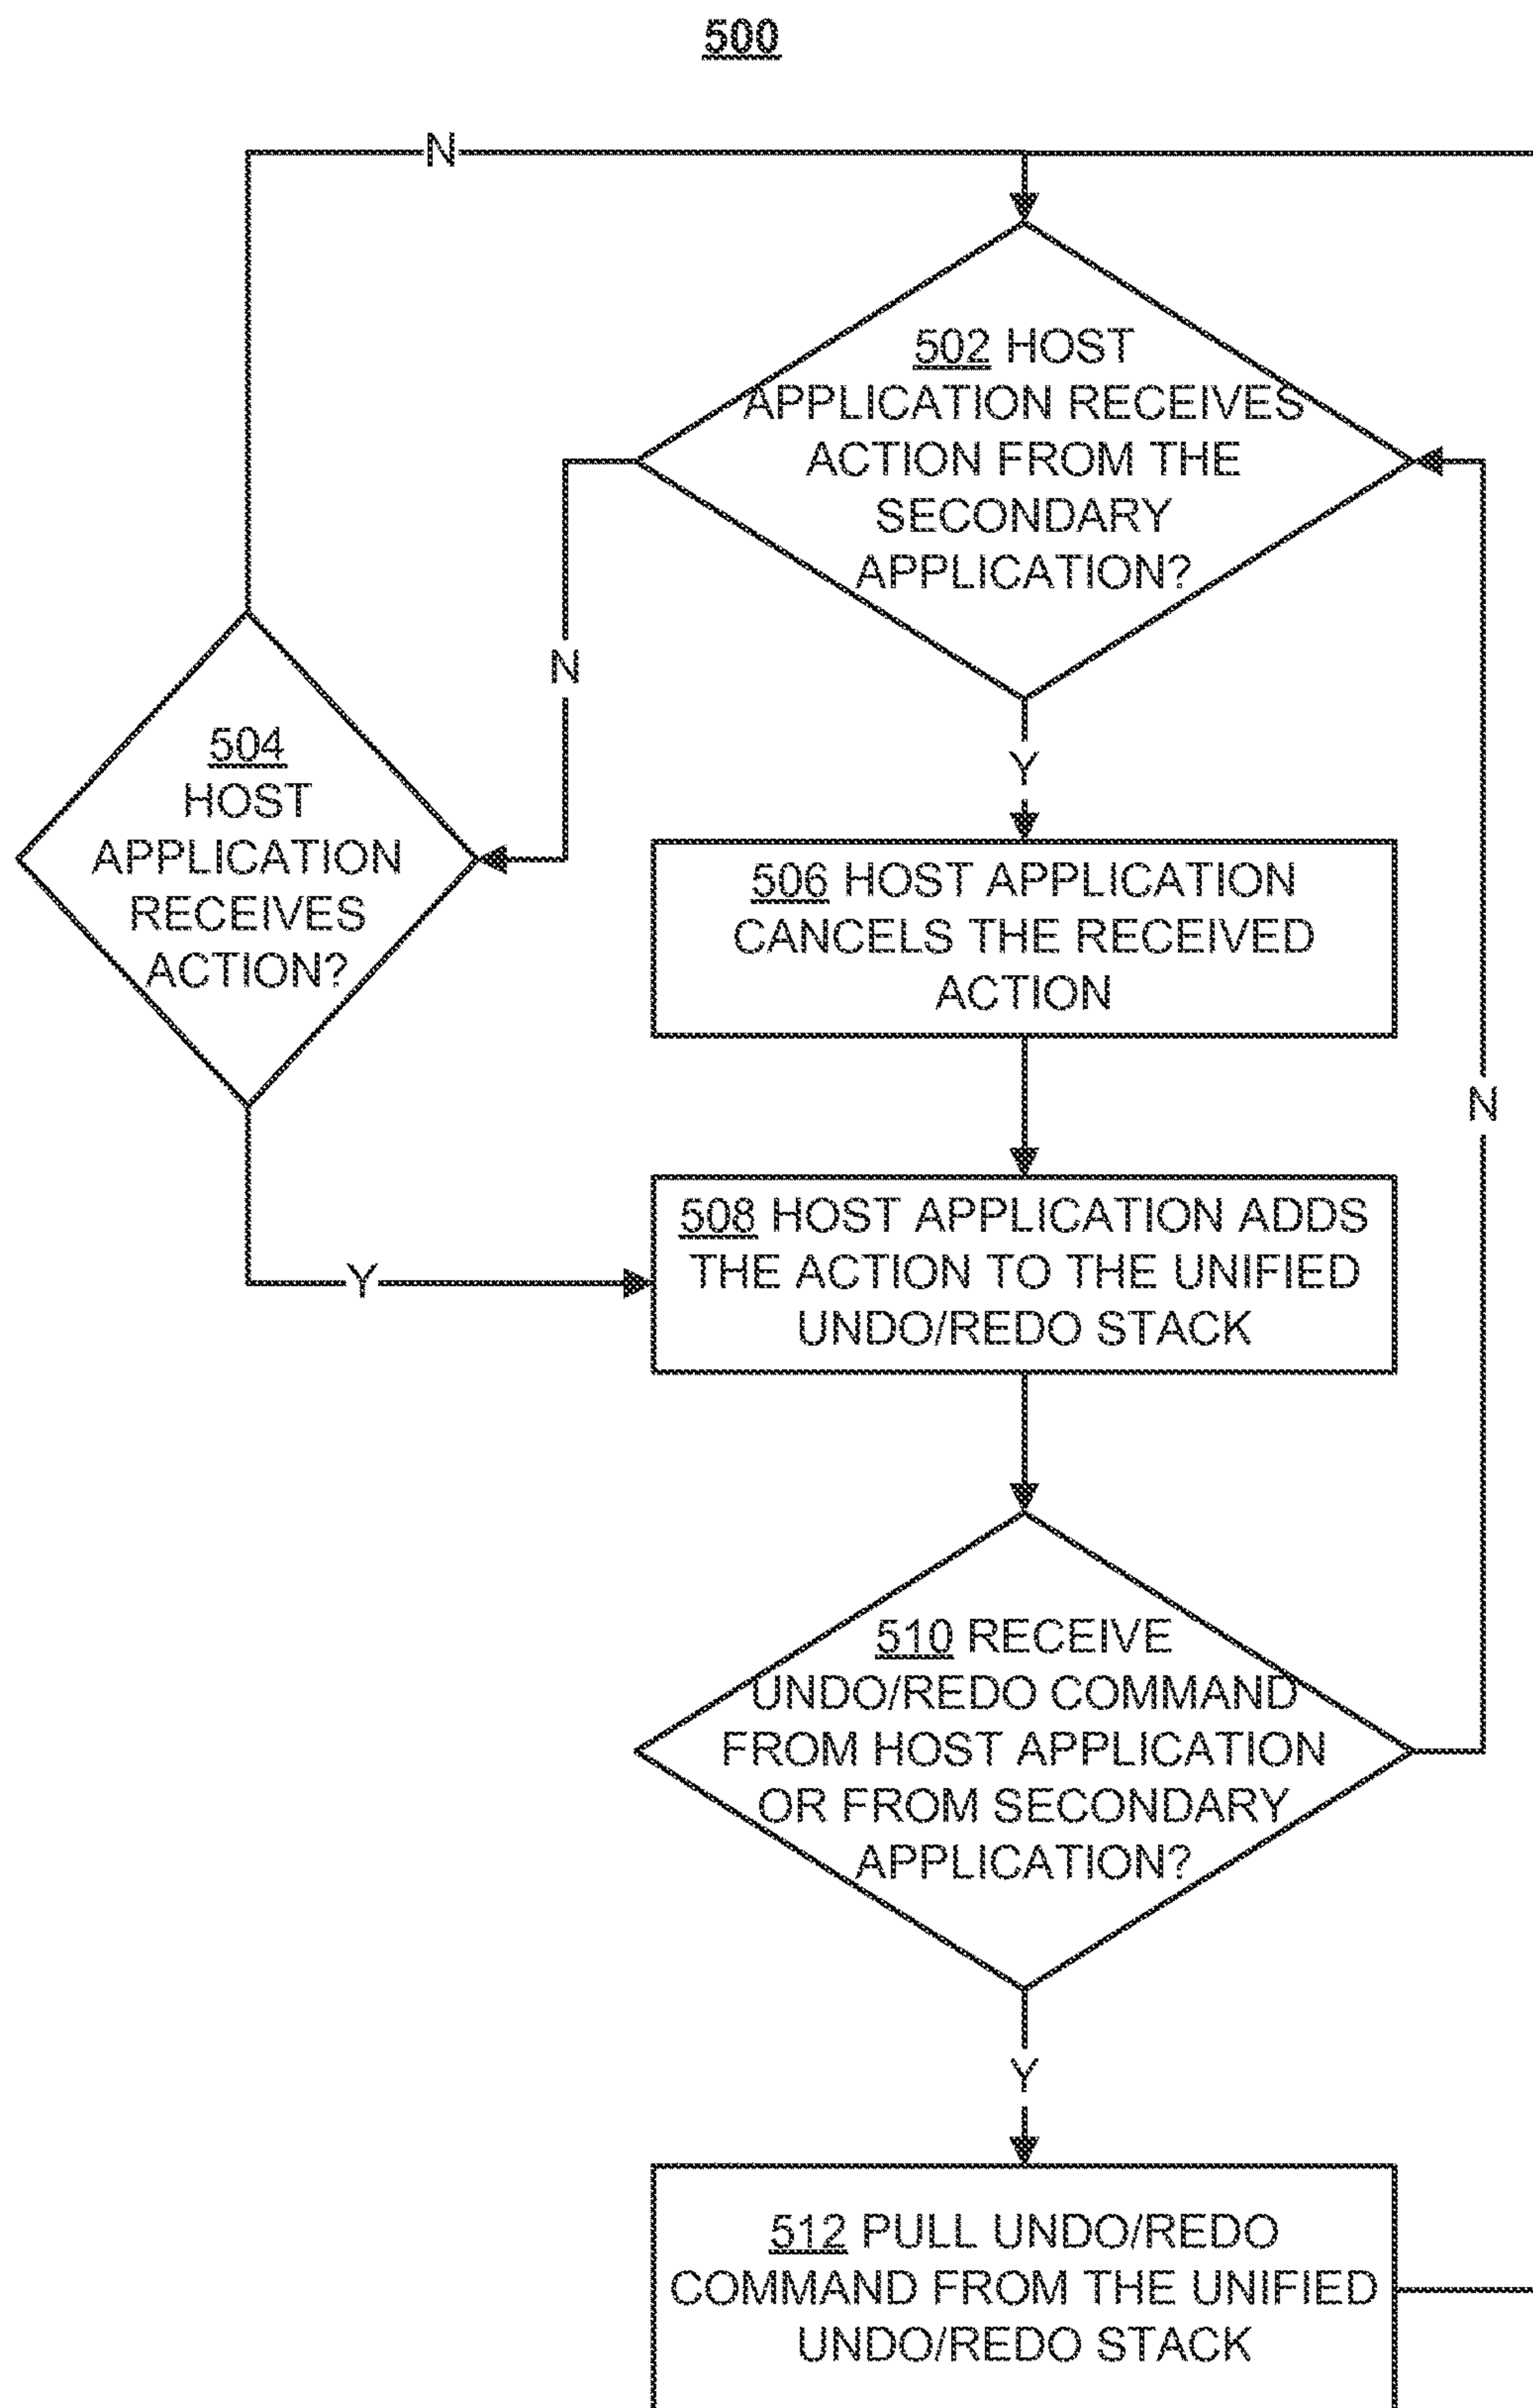 500
N
502 HOST
APPLICATION RECEIVES
ACTION FROM THE
SECONDARY
APPLICATION?
N
504
HOST
APPLICATION
RECEIVES
ACTION?
Y
506 HOST APPLICATION
CANCELS THE RECEIVED
ACTION
N
508 HOST APPLICATION ADDS
THE ACTION TO THE UNIFIED
UNDO/REDO STACK
Y
510 RECEIVE
UNDO/REDO COMMAND
FROM HOST APPLICATION
OR FROM SECONDARY
APPLICATION?
Y
512 PULL UNDO/REDO
COMMAND FROM THE UNIFIED
UNDO/REDO STACK